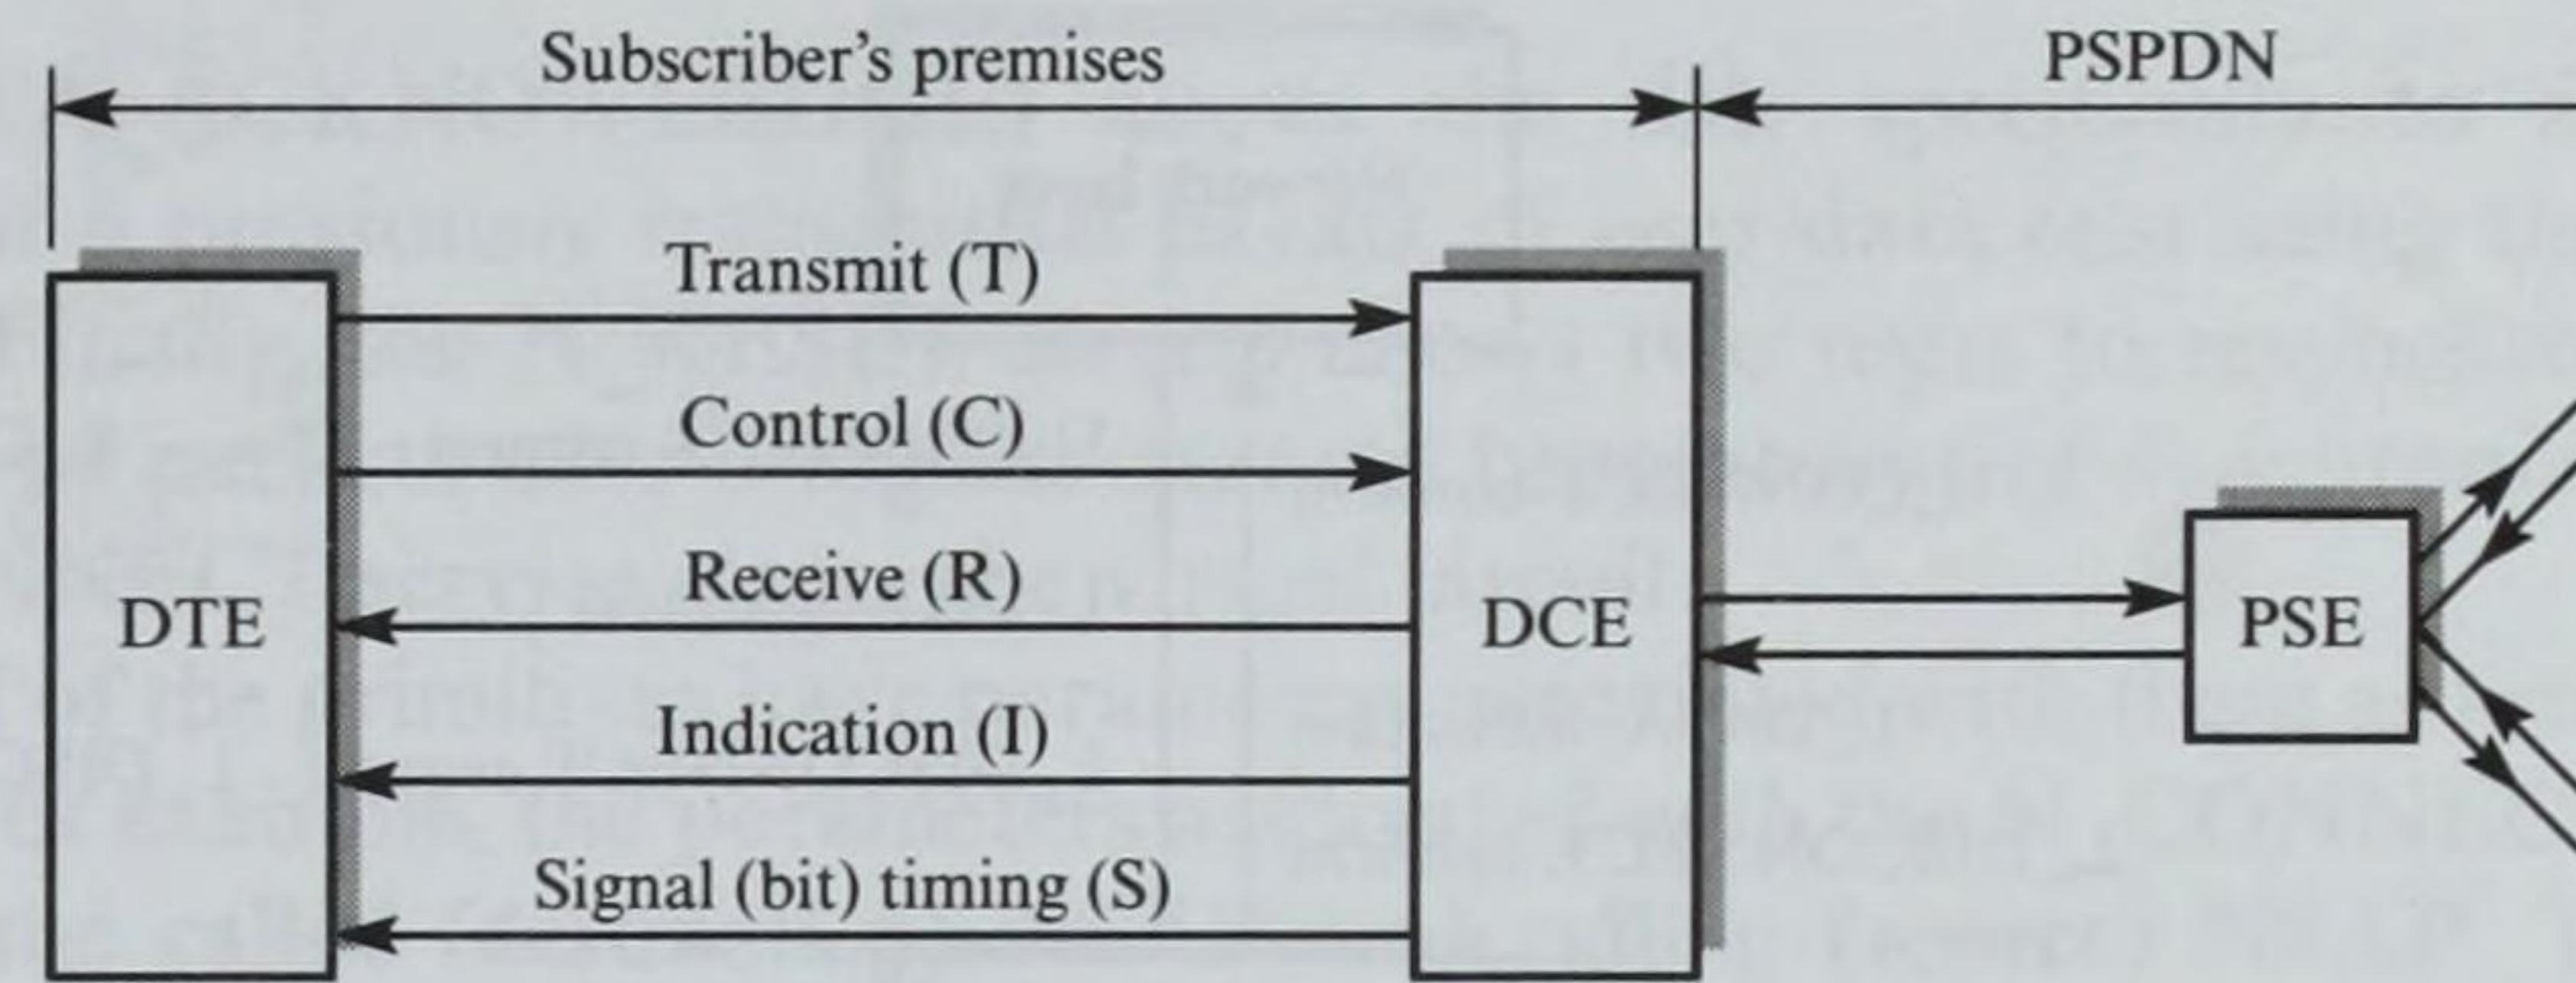 Subscriber's premises
PSPDN
Transmit (T)
Control (C)
Receive (R)
Indication (I)
Signal (bit) timing (S)
DTE
DCE
PSE